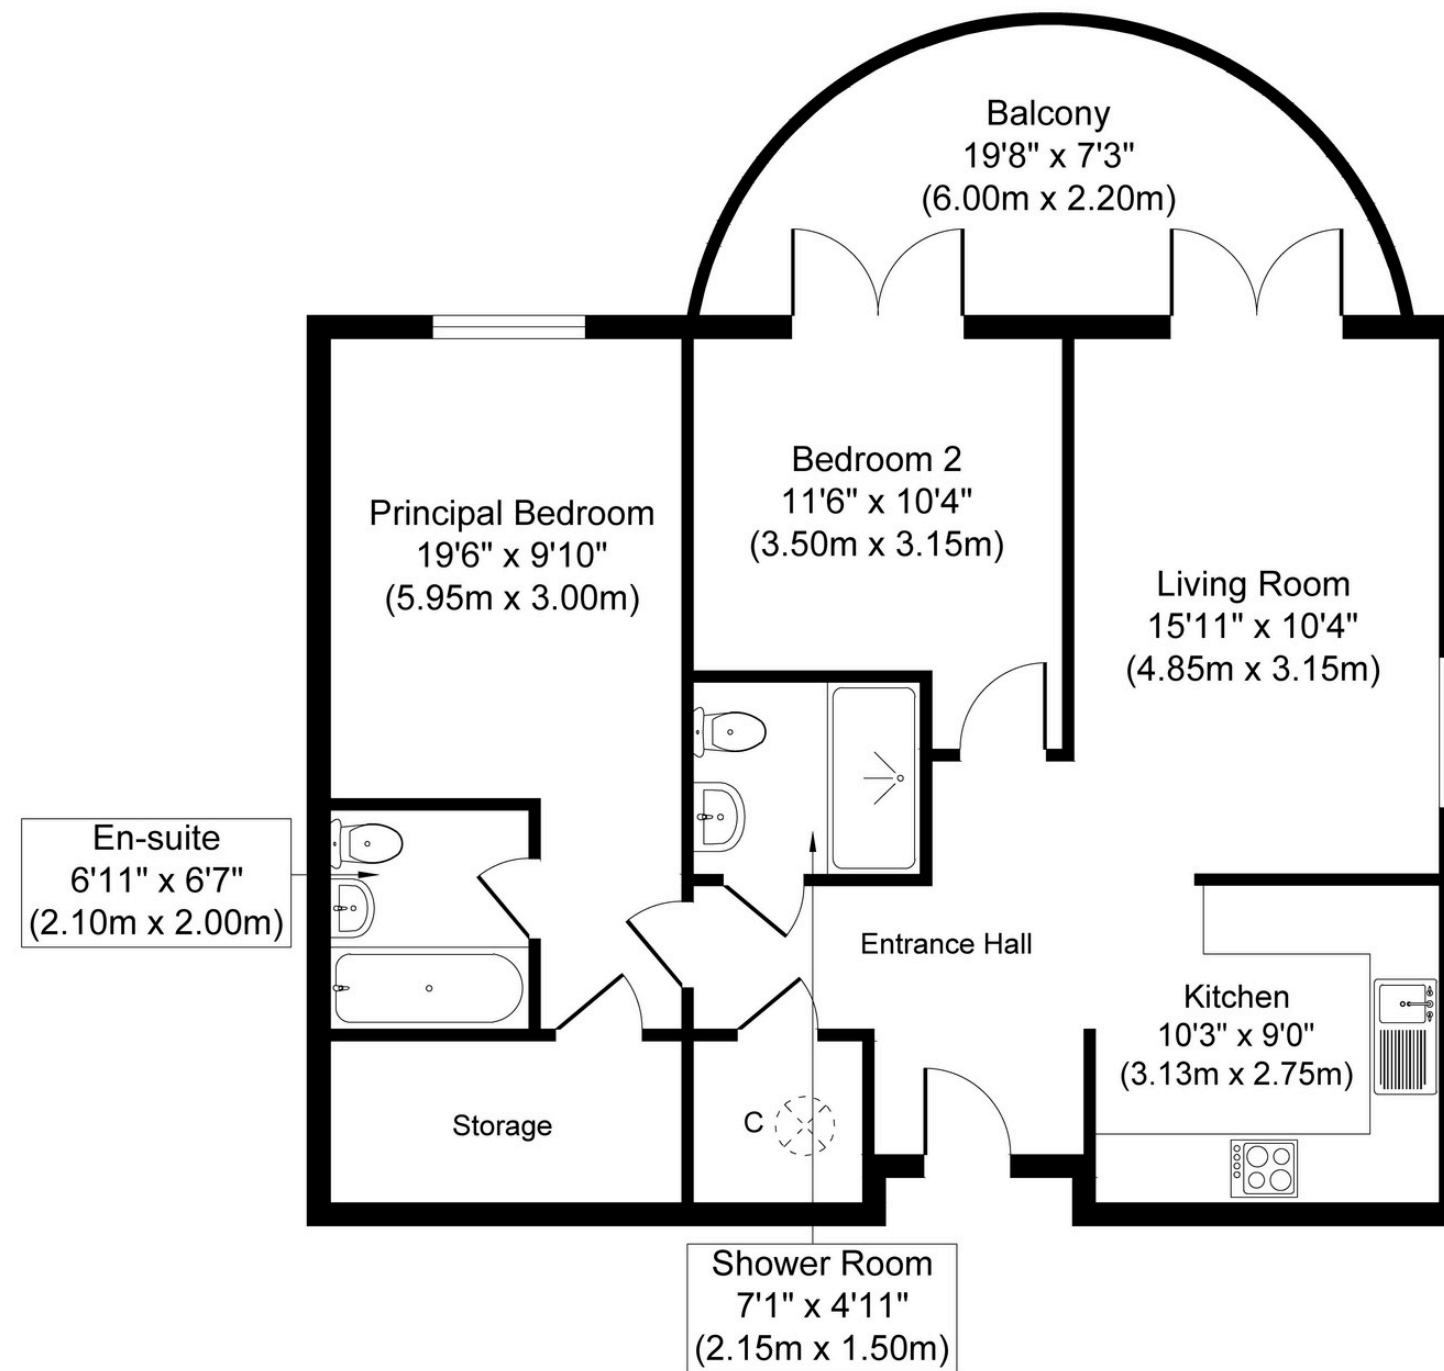 Balcony
19'8" x 7'3"
(6.00m x 2.20m)
Bedroom 2
11'6" x 10'4"
(3.50m x 3.15m)
Principal Bedroom
19'6" x 9'10"
(5.95m x 3.00m)
Living Room
15'11" x 10'4"
(4.85m x 3.15m)
En-suite
6'11" x 6'7"
(2.10m x 2.00m)
Entrance Hall
Kitchen
10'3" x 9'0"
(3.13m x 2.75m)
Storage
C
Shower Room
7'1" x 4'11"
(2.15m x 1.50m)